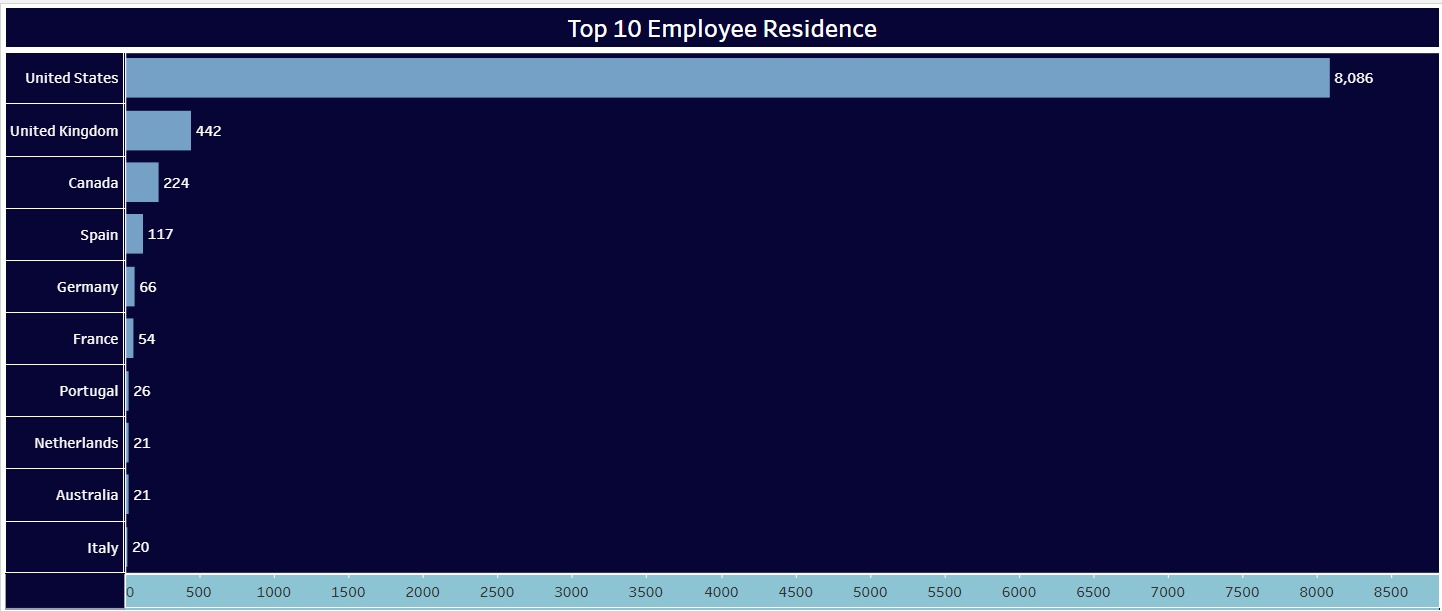 Top 10 Employee Residence
United States 8,086
United Kingdom 442
Canada 224
Spain 117
Germany 66
France 54
Portugal 26
Netherlands 21
Australia 21
Italy 20
0 500 1000 1500 2000 2500 3000 3500 4000 4500 5000 5500 6000 6500 7000 7500 8000 8500